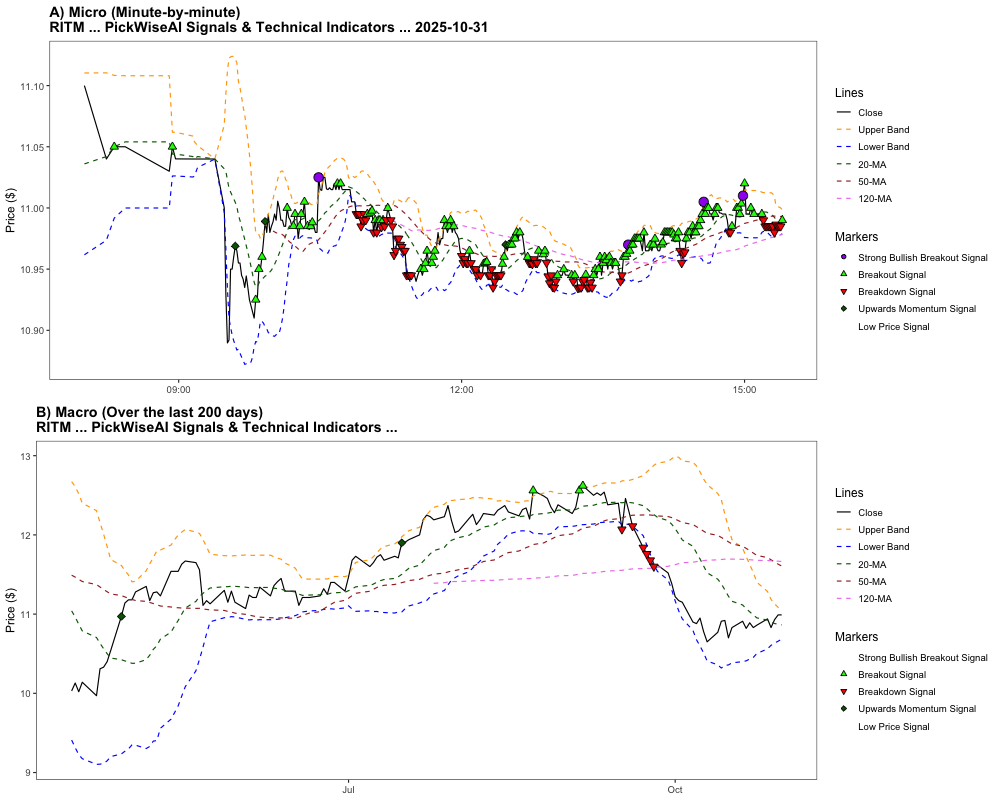 A) Micro (Minute-by-minute)
RITM ... PickWiseAI Signals & Technical Indicators ... 2025-10-31
Price ($)
11.10
11.05
11.00
10.95
10.90
09:00
12:00
15:00
Lines
Close
Upper Band
Lower Band
20-MA
50-MA
120-MA
Markers
Strong Bullish Breakout Signal
Breakout Signal
Breakdown Signal
Upwards Momentum Signal
Low Price Signal
B) Macro (Over the last 200 days)
RITM ... PickWiseAI Signals & Technical Indicators ...
Price ($)
13
12
11
10
9
Jul
Oct
Lines
Close
Upper Band
Lower Band
20-MA
50-MA
120-MA
Markers
Strong Bullish Breakout Signal
Breakout Signal
Breakdown Signal
Upwards Momentum Signal
Low Price Signal